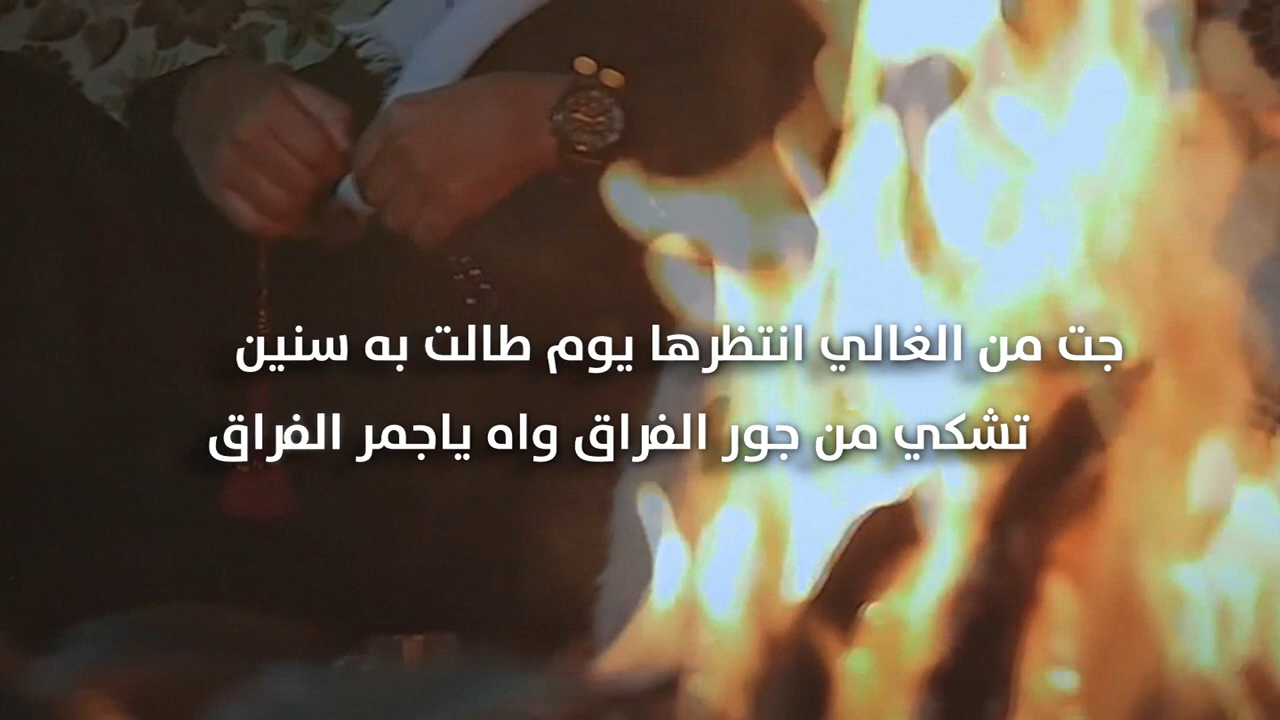 جت من الغالي انتظرها يوم طالت به سنين
تشكي من جور الفراق واه ياجمر الفراق